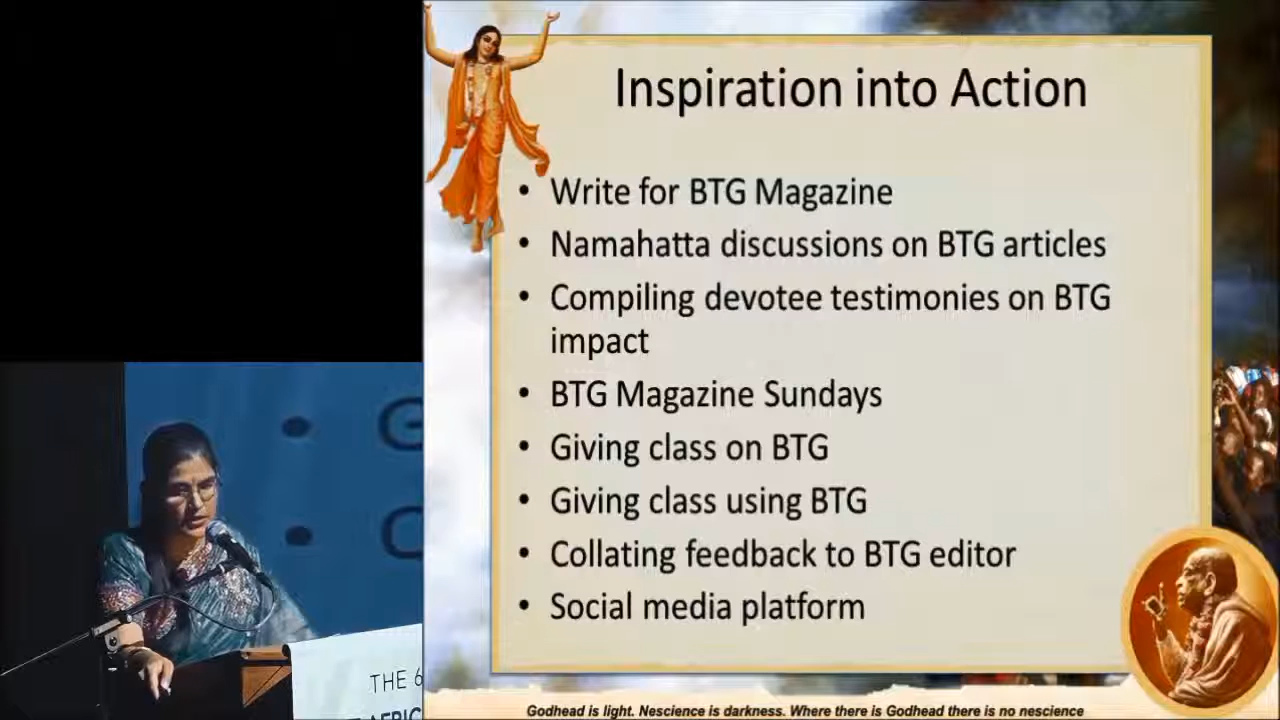 Inspiration into Action
• Write for BTG Magazine
• Namahatta discussions on BTG articles
• Compiling devotee testimonies on BTG
impact
• BTG Magazine Sundays
• Giving class on BTG
• Giving class using BTG
• Collating feedback to BTG editor
• Social media platform
Godhead is light. Nescience is darkness. Where there is Godhead there is no nescience
THE 6